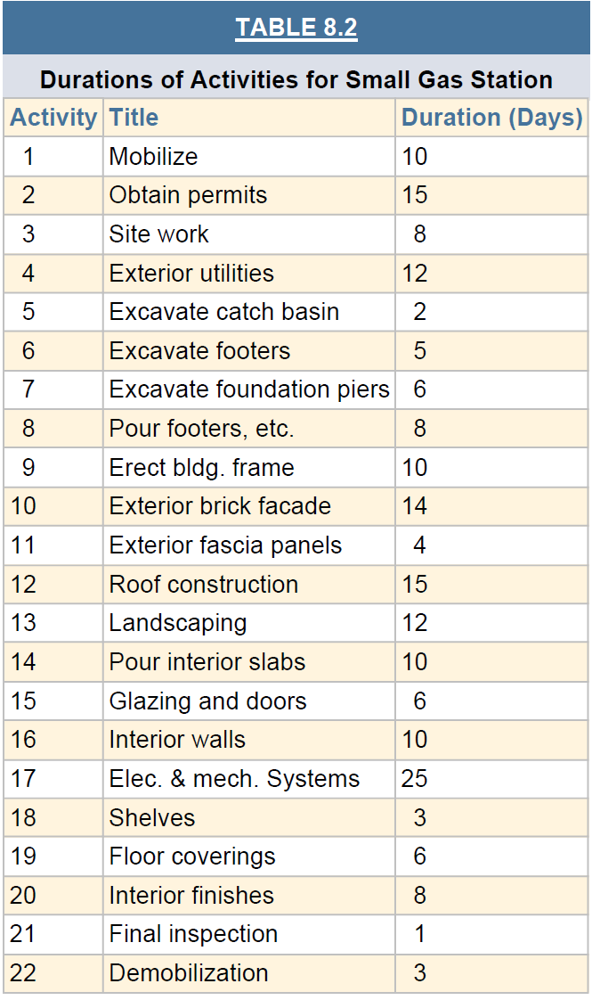 TABLE 8.2
Durations of Activities for Small Gas Station
Activity Title Duration (Days)
1 Mobilize 10
2 Obtain permits 15
3 Site work 8
4 Exterior utilities 12
5 Excavate catch basin 2
6 Excavate footers 5
7 Excavate foundation piers 6
8 Pour footers, etc. 8
9 Erect bldg. frame 10
10 Exterior brick facade 14
11 Exterior fascia panels 4
12 Roof construction 15
13 Landscaping 12
14 Pour interior slabs 10
15 Glazing and doors 6
16 Interior walls 10
17 Elec. & mech. Systems 25
18 Shelves 3
19 Floor coverings 6
20 Interior finishes 8
21 Final inspection 1
22 Demobilization 3